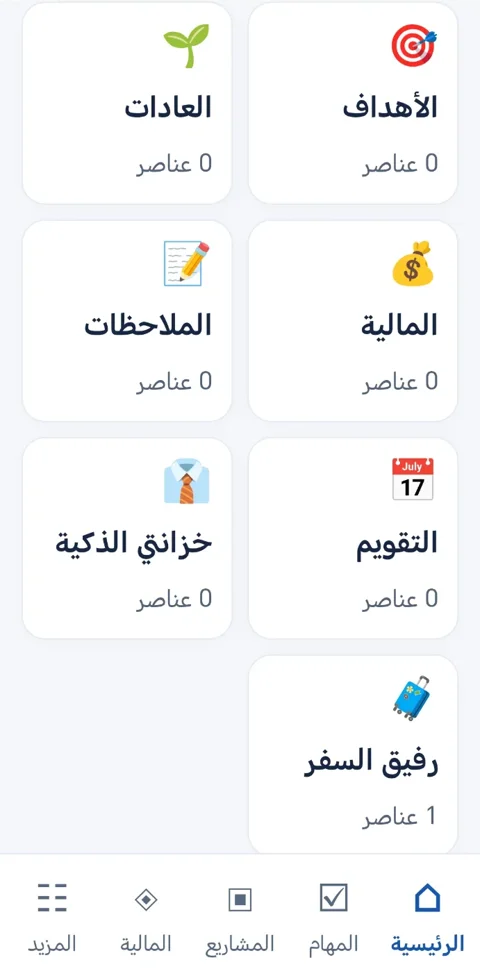 الأهداف
0 عناصر
العادات
0 عناصر
المالية
0 عناصر
الملاحظات
0 عناصر
July
17
التقويم
0 عناصر
خزانتي الذكية
0 عناصر
رفيق السفر
1 عناصر
الرئيسية
المهام
المشاريع
المالية
المزيد